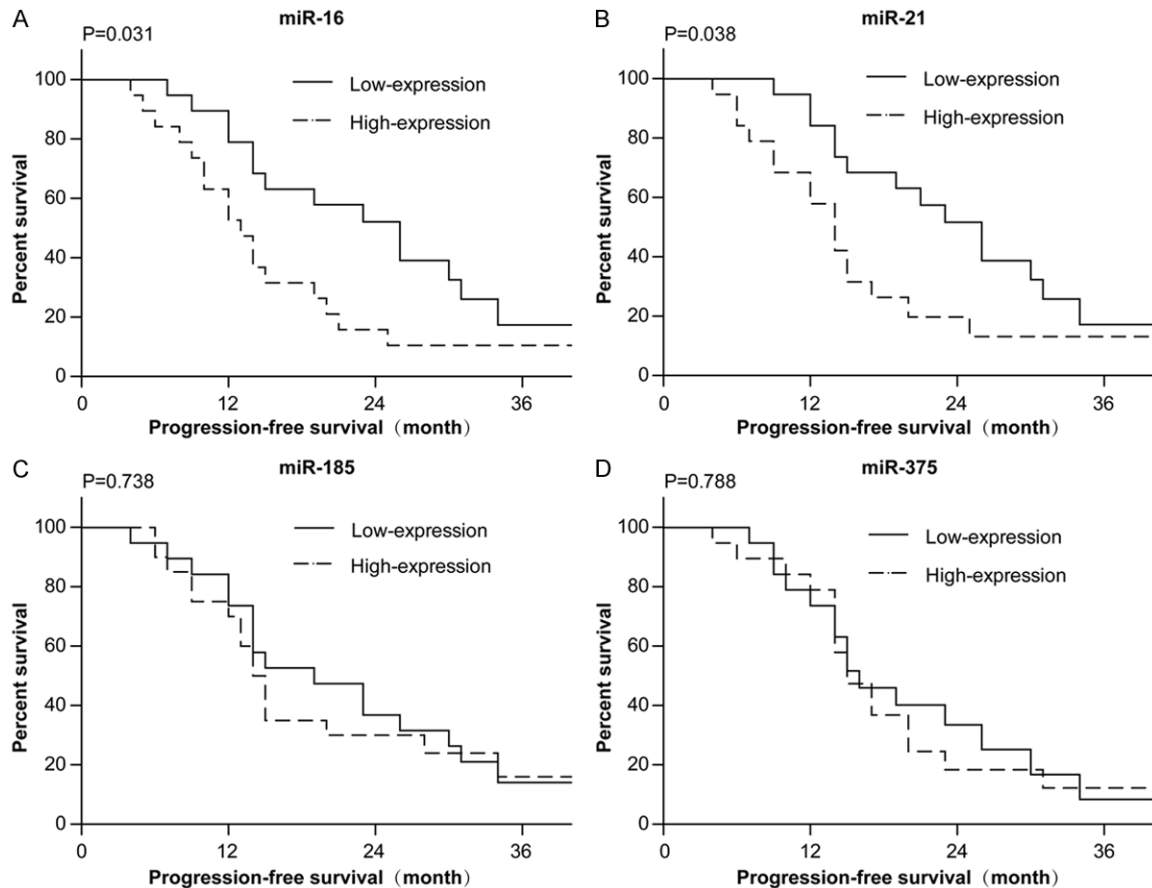 A
miR-16
P=0.031
100
80
60
40
20
0
Percent survival
Low-expression
High-expression
0
12
24
36
Progression-free survival（month）
B
miR-21
P=0.038
100
80
60
40
20
0
Percent survival
Low-expression
High-expression
0
12
24
36
Progression-free survival（month）
C
miR-185
P=0.738
100
80
60
40
20
0
Percent survival
Low-expression
High-expression
0
12
24
36
Progression-free survival（month）
D
miR-375
P=0.788
100
80
60
40
20
0
Percent survival
Low-expression
High-expression
0
12
24
36
Progression-free survival（month）